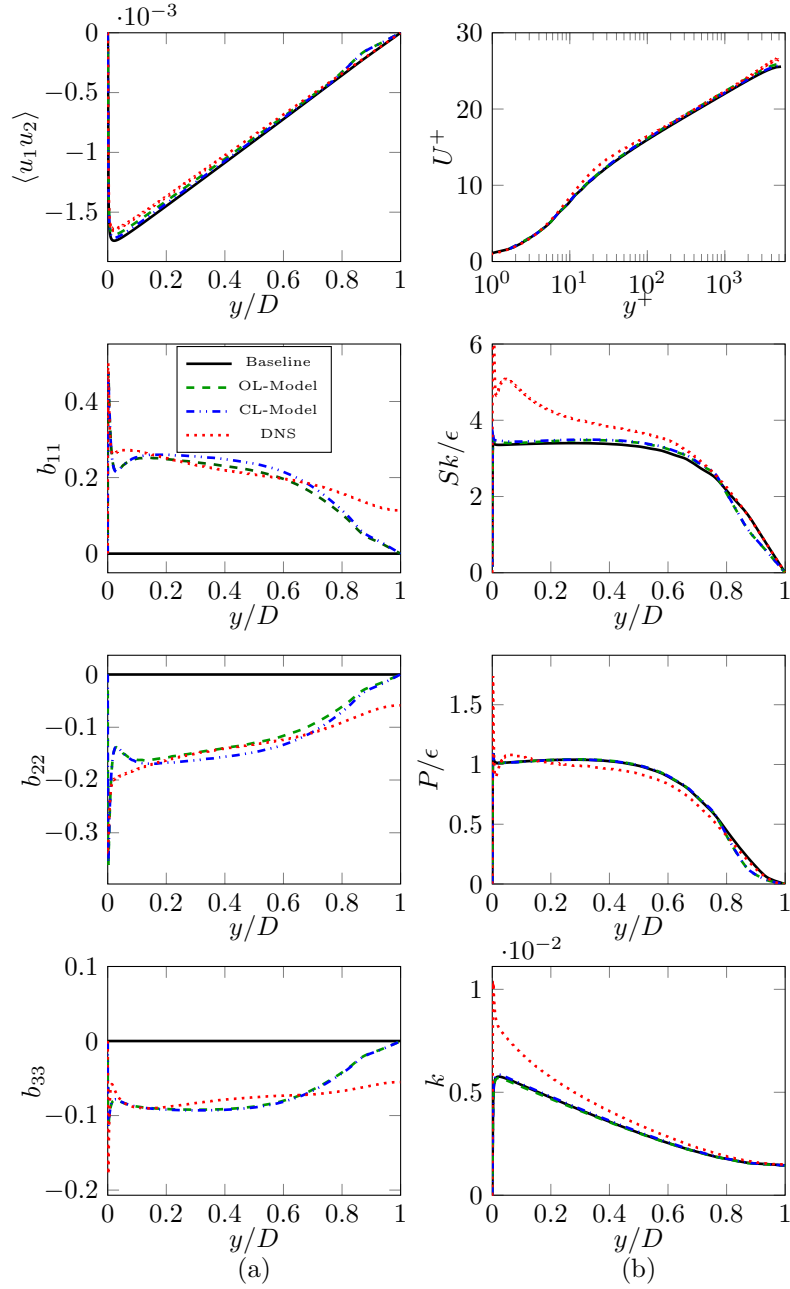 ·10⁻³
0
−0.5
−1
−1.5
⟨u₁u₂⟩
0 0.2 0.4 0.6 0.8 1
y/D
30
20
10
0
U⁺
10⁰ 10¹ 10² 10³
y⁺
Baseline
OL-Model
CL-Model
DNS
0.4
0.2
0
b₁₁
0 0.2 0.4 0.6 0.8 1
y/D
6
4
2
0
Sk/ϵ
0 0.2 0.4 0.6 0.8 1
y/D
0
−0.1
−0.2
−0.3
b₂₂
0 0.2 0.4 0.6 0.8 1
y/D
1.5
1
0.5
0
P/ϵ
0 0.2 0.4 0.6 0.8 1
y/D
0.1
0
−0.1
−0.2
b₃₃
0 0.2 0.4 0.6 0.8 1
y/D
(a)
·10⁻²
1
0.5
0
k
0 0.2 0.4 0.6 0.8 1
y/D
(b)